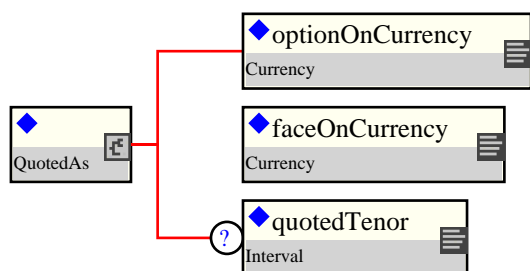 optionOnCurrency
Currency
QuotedAs
faceOnCurrency
Currency
?
quotedTenor
Interval